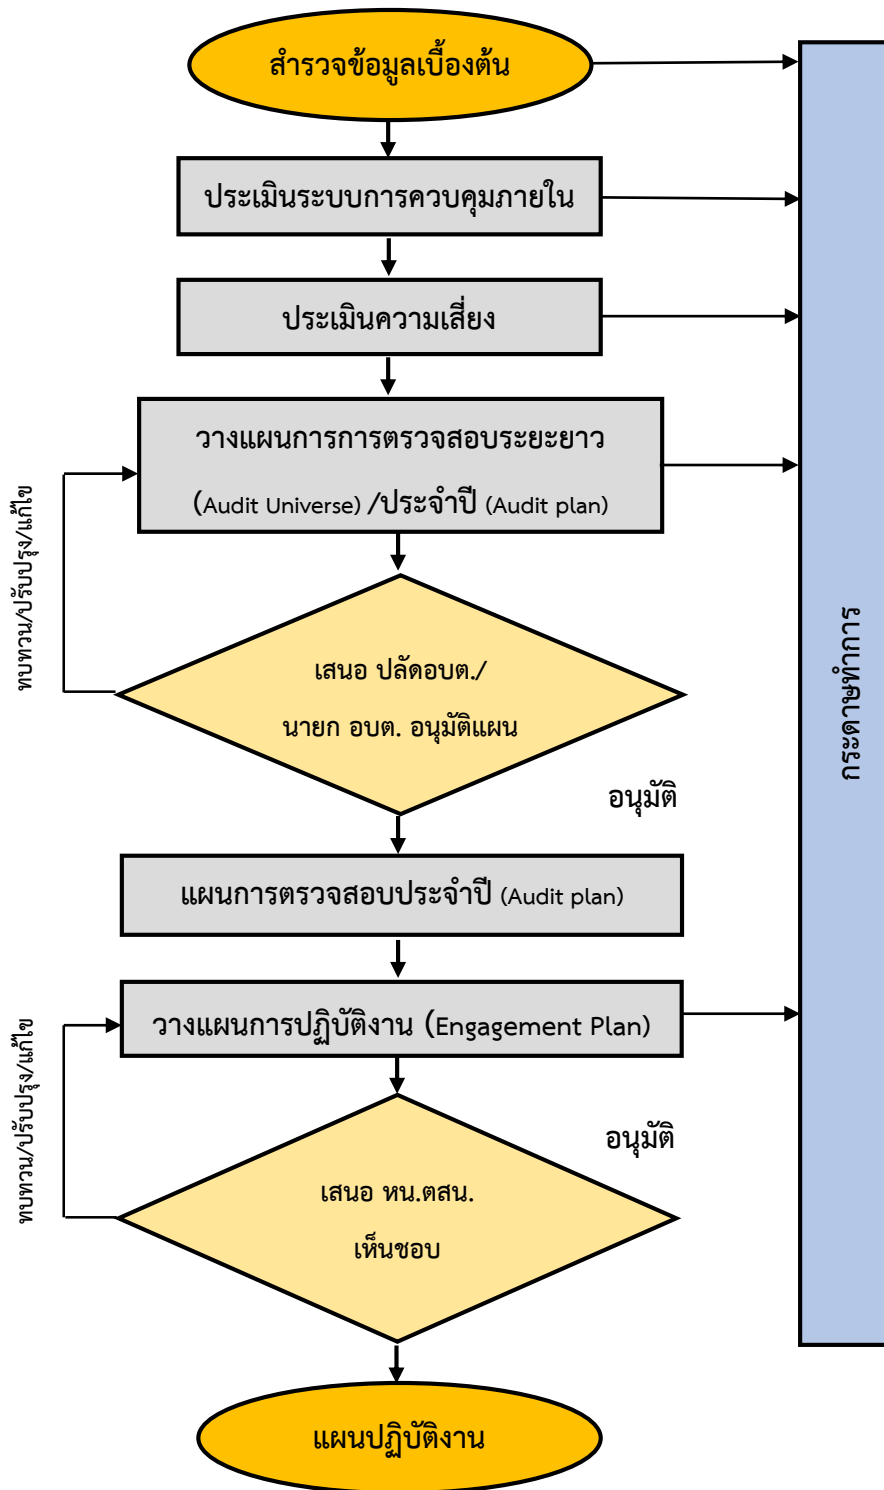 สำรวจข้อมูลเบื้องต้น
ประเมินระบบการควบคุมภายใน
ประเมินความเสี่ยง
วางแผนการการตรวจสอบระยะยาว
(Audit Universe) /ประจำปี (Audit plan)
ทบทวน/ปรับปรุง/แก้ไข
เสนอ ปลัดอบต./
นายก อบต. อนุมัติแผน
อนุมัติ
แผนการตรวจสอบประจำปี (Audit plan)
วางแผนการปฏิบัติงาน (Engagement Plan)
ทบทวน/ปรับปรุง/แก้ไข
อนุมัติ
เสนอ หน.ตสน.
เห็นชอบ
แผนปฏิบัติงาน
กระดาษทำการ